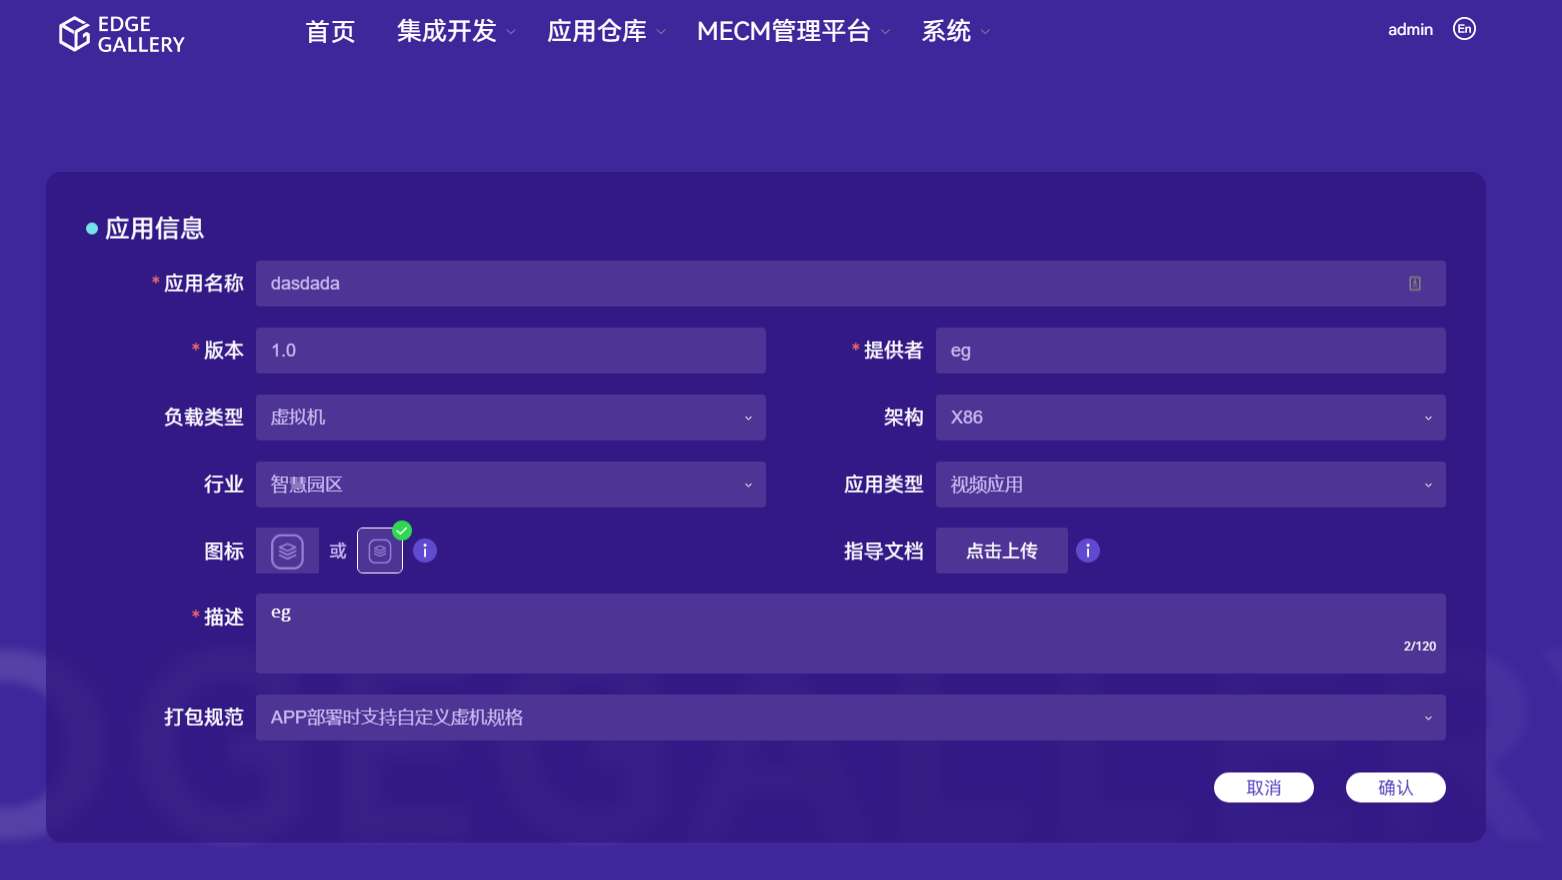 EDGE
GALLERY
首页 集成开发 应用仓库 MECM管理平台 系统 admin En
应用信息
* 应用名称 dasdada
* 版本 1.0 * 提供者 eg
负载类型 虚拟机 架构 X86
行业 智慧园区 应用类型 视频应用
图标 或 i 指导文档 点击上传 i
* 描述 eg
2/120
打包规范 APP部署时支持自定义虚机规格
取消 确认